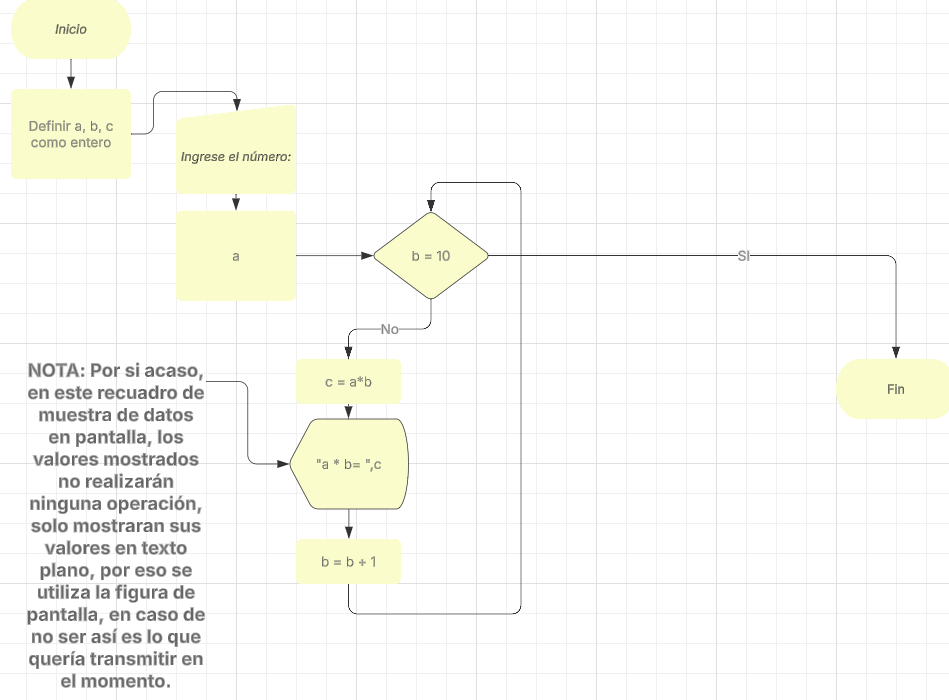 Inicio
Definir a, b, c
como entero
Ingrese el número:
a
b = 10
SI
No
Fin
c = a*b
"a * b= ",c
b = b + 1
NOTA: Por si acaso,
en este recuadro de
muestra de datos
en pantalla, los
valores mostrados
no realizarán
ninguna operación,
solo mostraran sus
valores en texto
plano, por eso se
utiliza la figura de
pantalla, en caso de
no ser así es lo que
quería transmitir en
el momento.